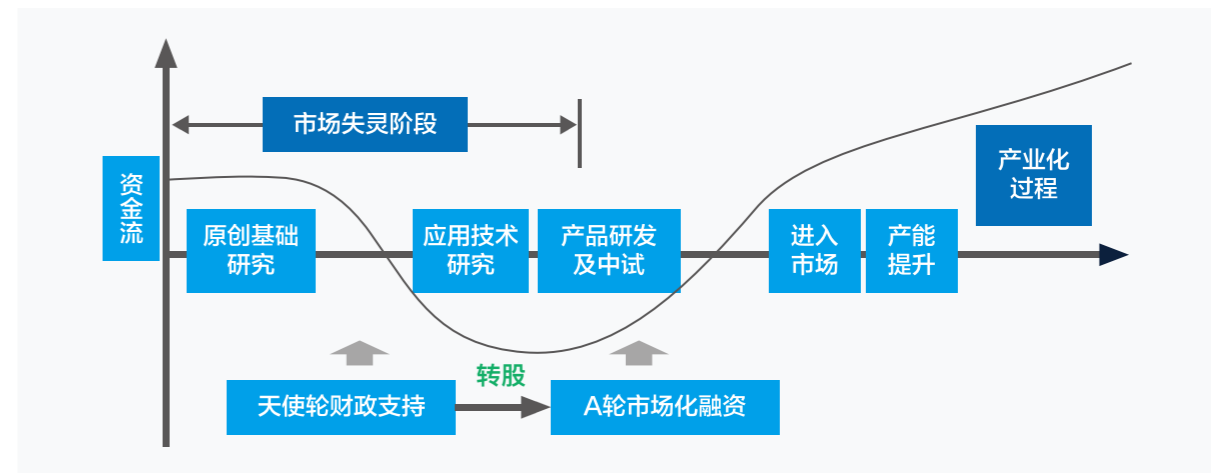 市场失灵阶段
资金流
原创基础
研究
应用技术
研究
产品研发
及中试
进入
市场
产能
提升
产业化
过程
天使轮财政支持
转股
A轮市场化融资